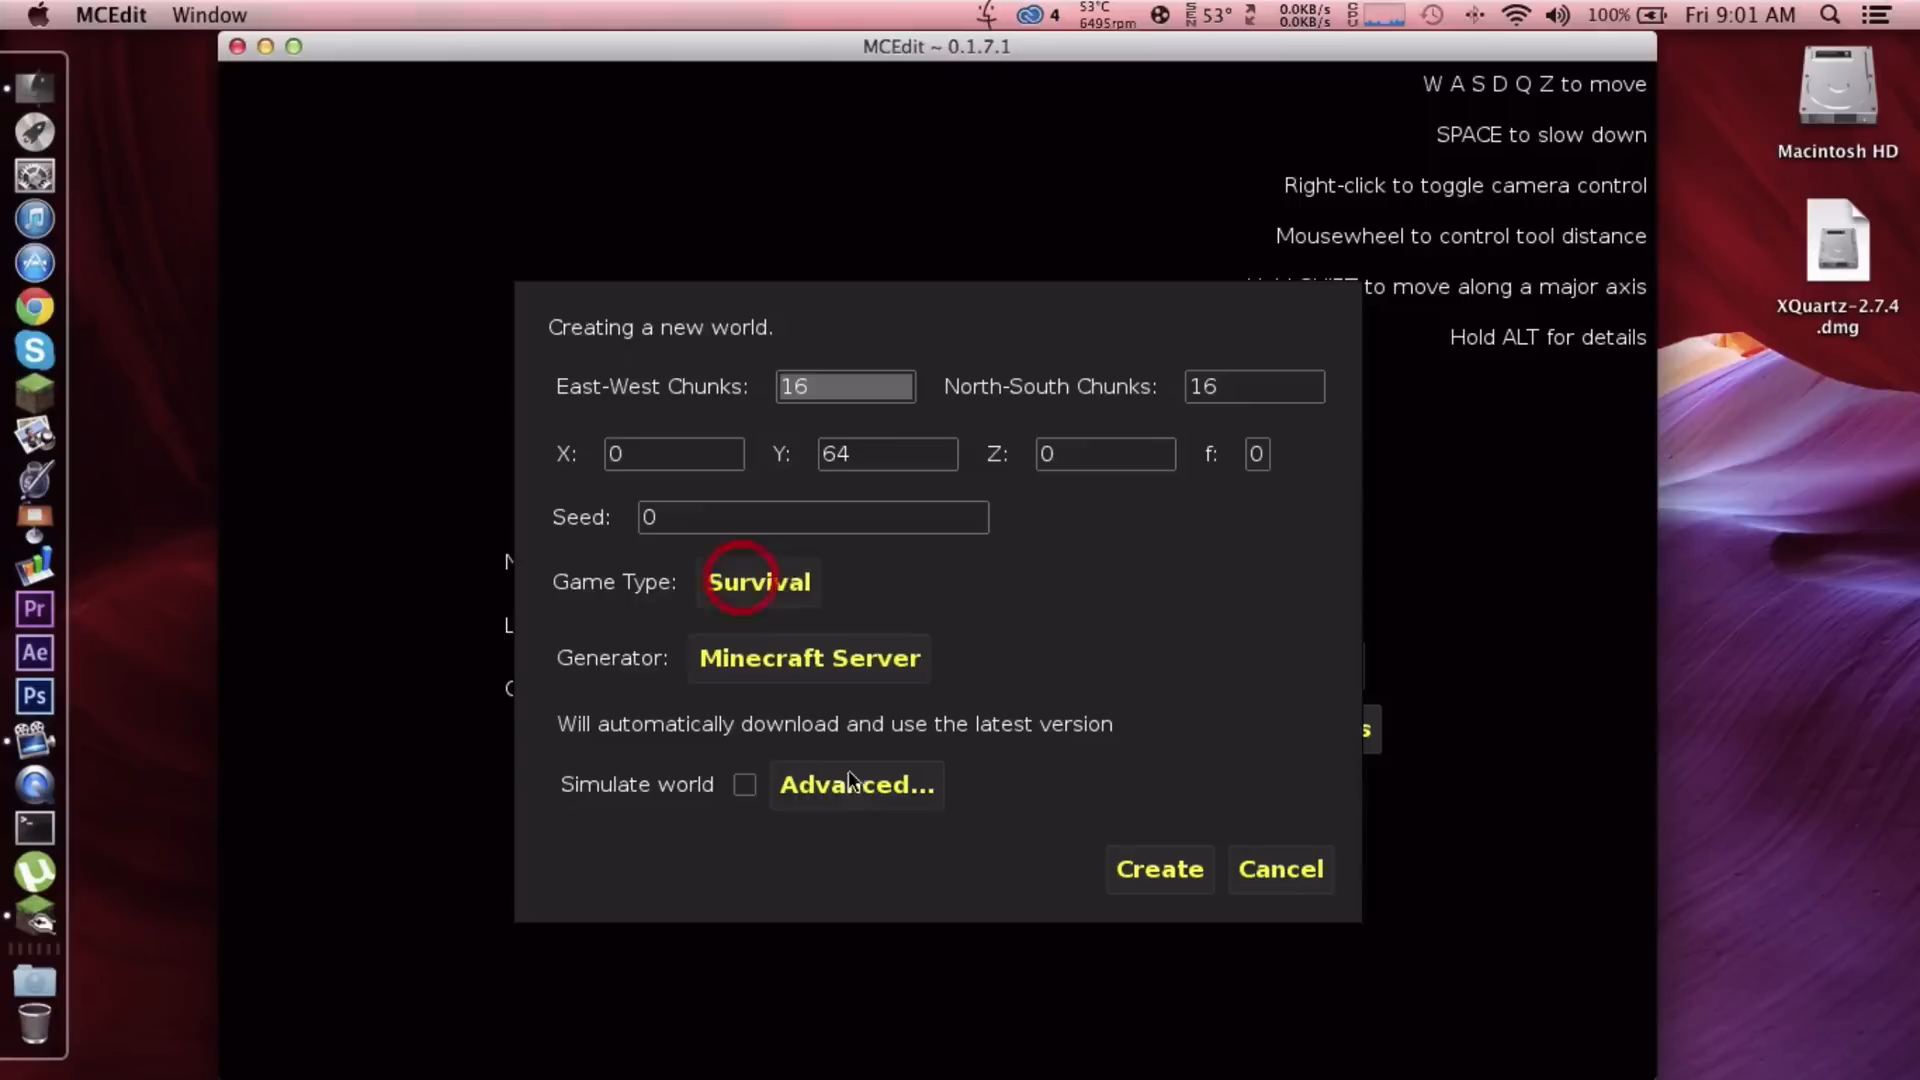 MCEdit Window 4 53°C 6495rpm SEN 53° 0.0KB/s 0.0KB/s CPU 100% Fri 9:01 AM
MCEdit ~ 0.1.7.1
W A S D Q Z to move
SPACE to slow down
Right-click to toggle camera control
Mousewheel to control tool distance
to move along a major axis
Hold ALT for details
Macintosh HD
XQuartz-2.7.4
.dmg
Creating a new world.
East-West Chunks: 16 North-South Chunks: 16
X: 0 Y: 64 Z: 0 f: 0
Seed: 0
Game Type: Survival
Generator: Minecraft Server
Will automatically download and use the latest version
Simulate world Advanced...
Create Cancel
Pr
Ae
Ps